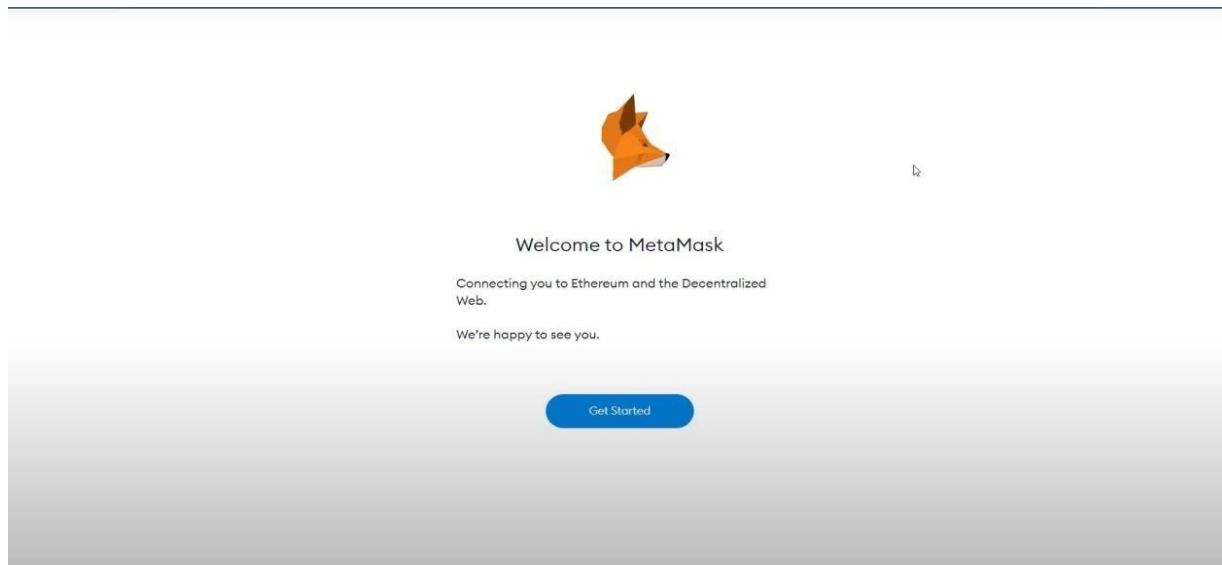 Welcome to MetaMask
Connecting you to Ethereum and the Decentralized
Web.
We're happy to see you.
Get Started